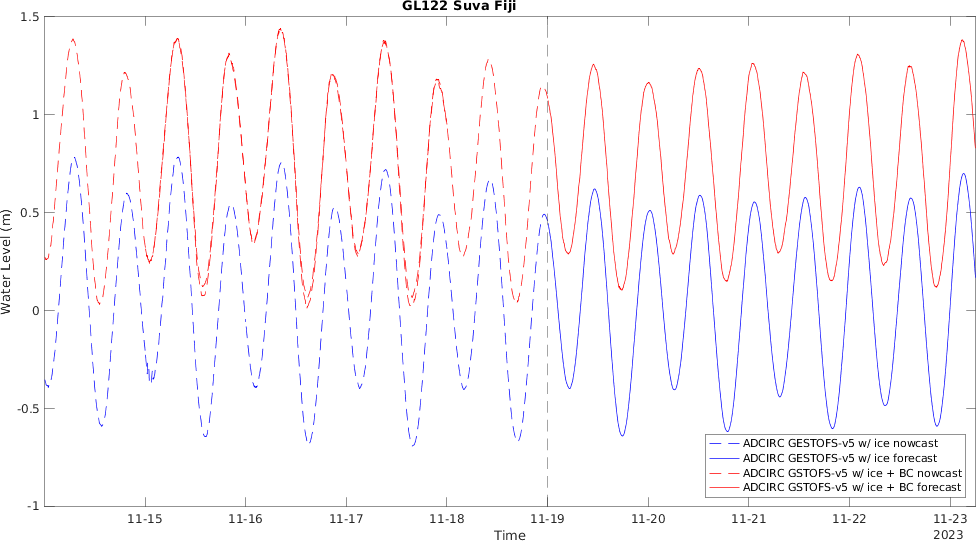 GL122 Suva Fiji
1.5
1
0.5
0
-0.5
-1
Water Level (m)
ADCIRC GESTOFS-v5 w/ ice nowcast
ADCIRC GESTOFS-v5 w/ ice forecast
ADCIRC GSTOFS-v5 w/ ice + BC nowcast
ADCIRC GSTOFS-v5 w/ ice + BC forecast
11-15 11-16 11-17 11-18 11-19 11-20 11-21 11-22 11-23
Time
2023